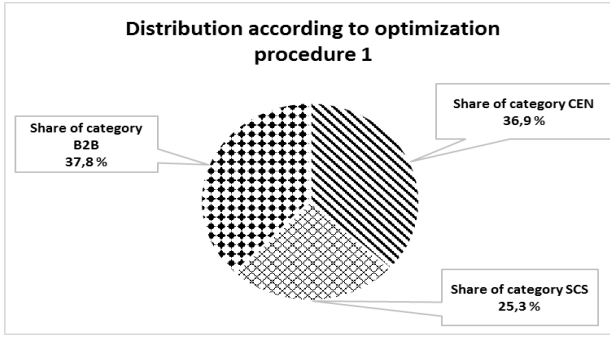 Distribution according to optimization
procedure 1
Share of category CEN
36,9 %
Share of category
B2B
37,8 %
Share of category SCS
25,3 %